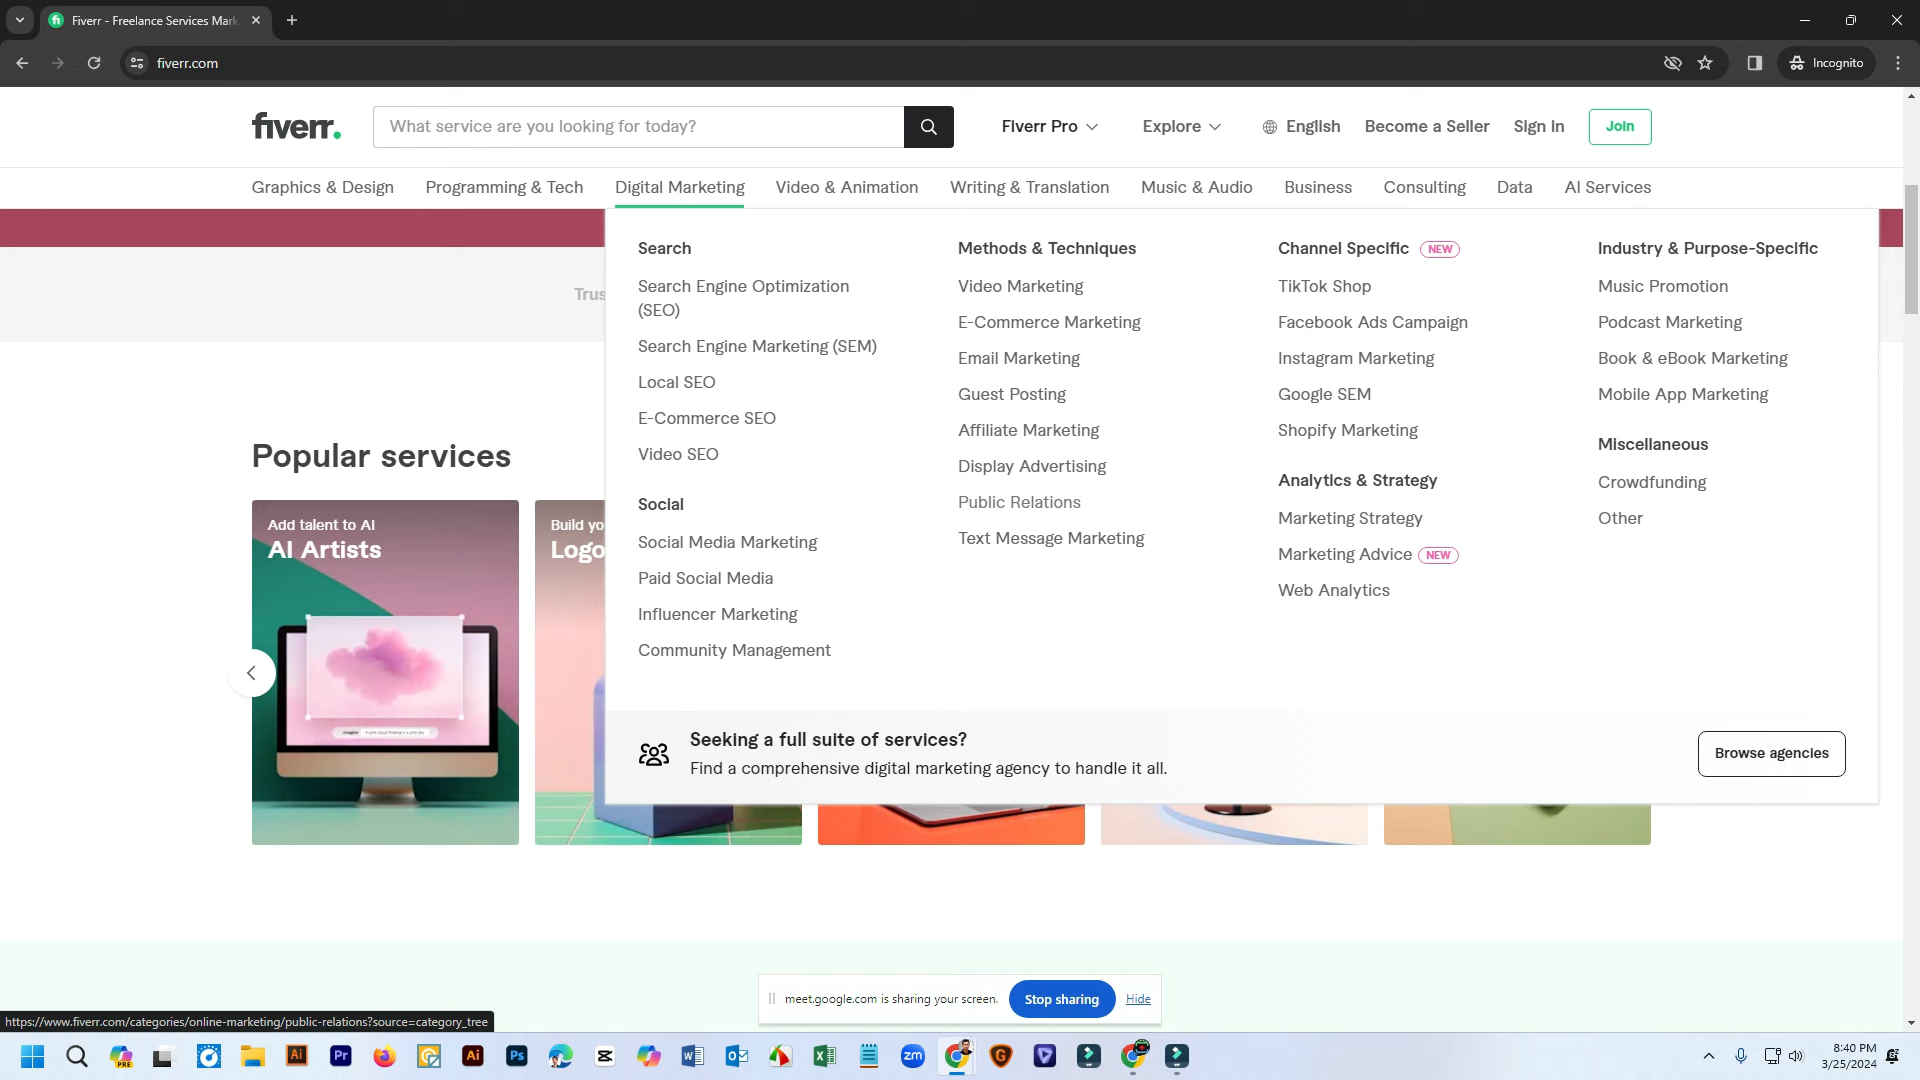 Fiverr - Freelance Services Mark
fiverr.com
Incognito
fiverr.
What service are you looking for today?
Fiverr Pro
Explore
English
Become a Seller
Sign in
Join
Graphics & Design
Programming & Tech
Digital Marketing
Video & Animation
Writing & Translation
Music & Audio
Business
Consulting
Data
AI Services
Trus
Search
Search Engine Optimization
(SEO)
Search Engine Marketing (SEM)
Local SEO
E-Commerce SEO
Video SEO
Social
Social Media Marketing
Paid Social Media
Influencer Marketing
Community Management
Methods & Techniques
Video Marketing
E-Commerce Marketing
Email Marketing
Guest Posting
Affiliate Marketing
Display Advertising
Public Relations
Text Message Marketing
Channel Specific NEW
TikTok Shop
Facebook Ads Campaign
Instagram Marketing
Google SEM
Shopify Marketing
Analytics & Strategy
Marketing Strategy
Marketing Advice NEW
Web Analytics
Industry & Purpose-Specific
Music Promotion
Podcast Marketing
Book & eBook Marketing
Mobile App Marketing
Miscellaneous
Crowdfunding
Other
Seeking a full suite of services?
Find a comprehensive digital marketing agency to handle it all.
Browse agencies
Popular services
Add talent to AI
AI Artists
Build yo
Logo
meet.google.com is sharing your screen.
Stop sharing
Hide
https://www.fiverr.com/categories/online-marketing/public-relations?source=category_tree
8:40 PM
3/25/2024